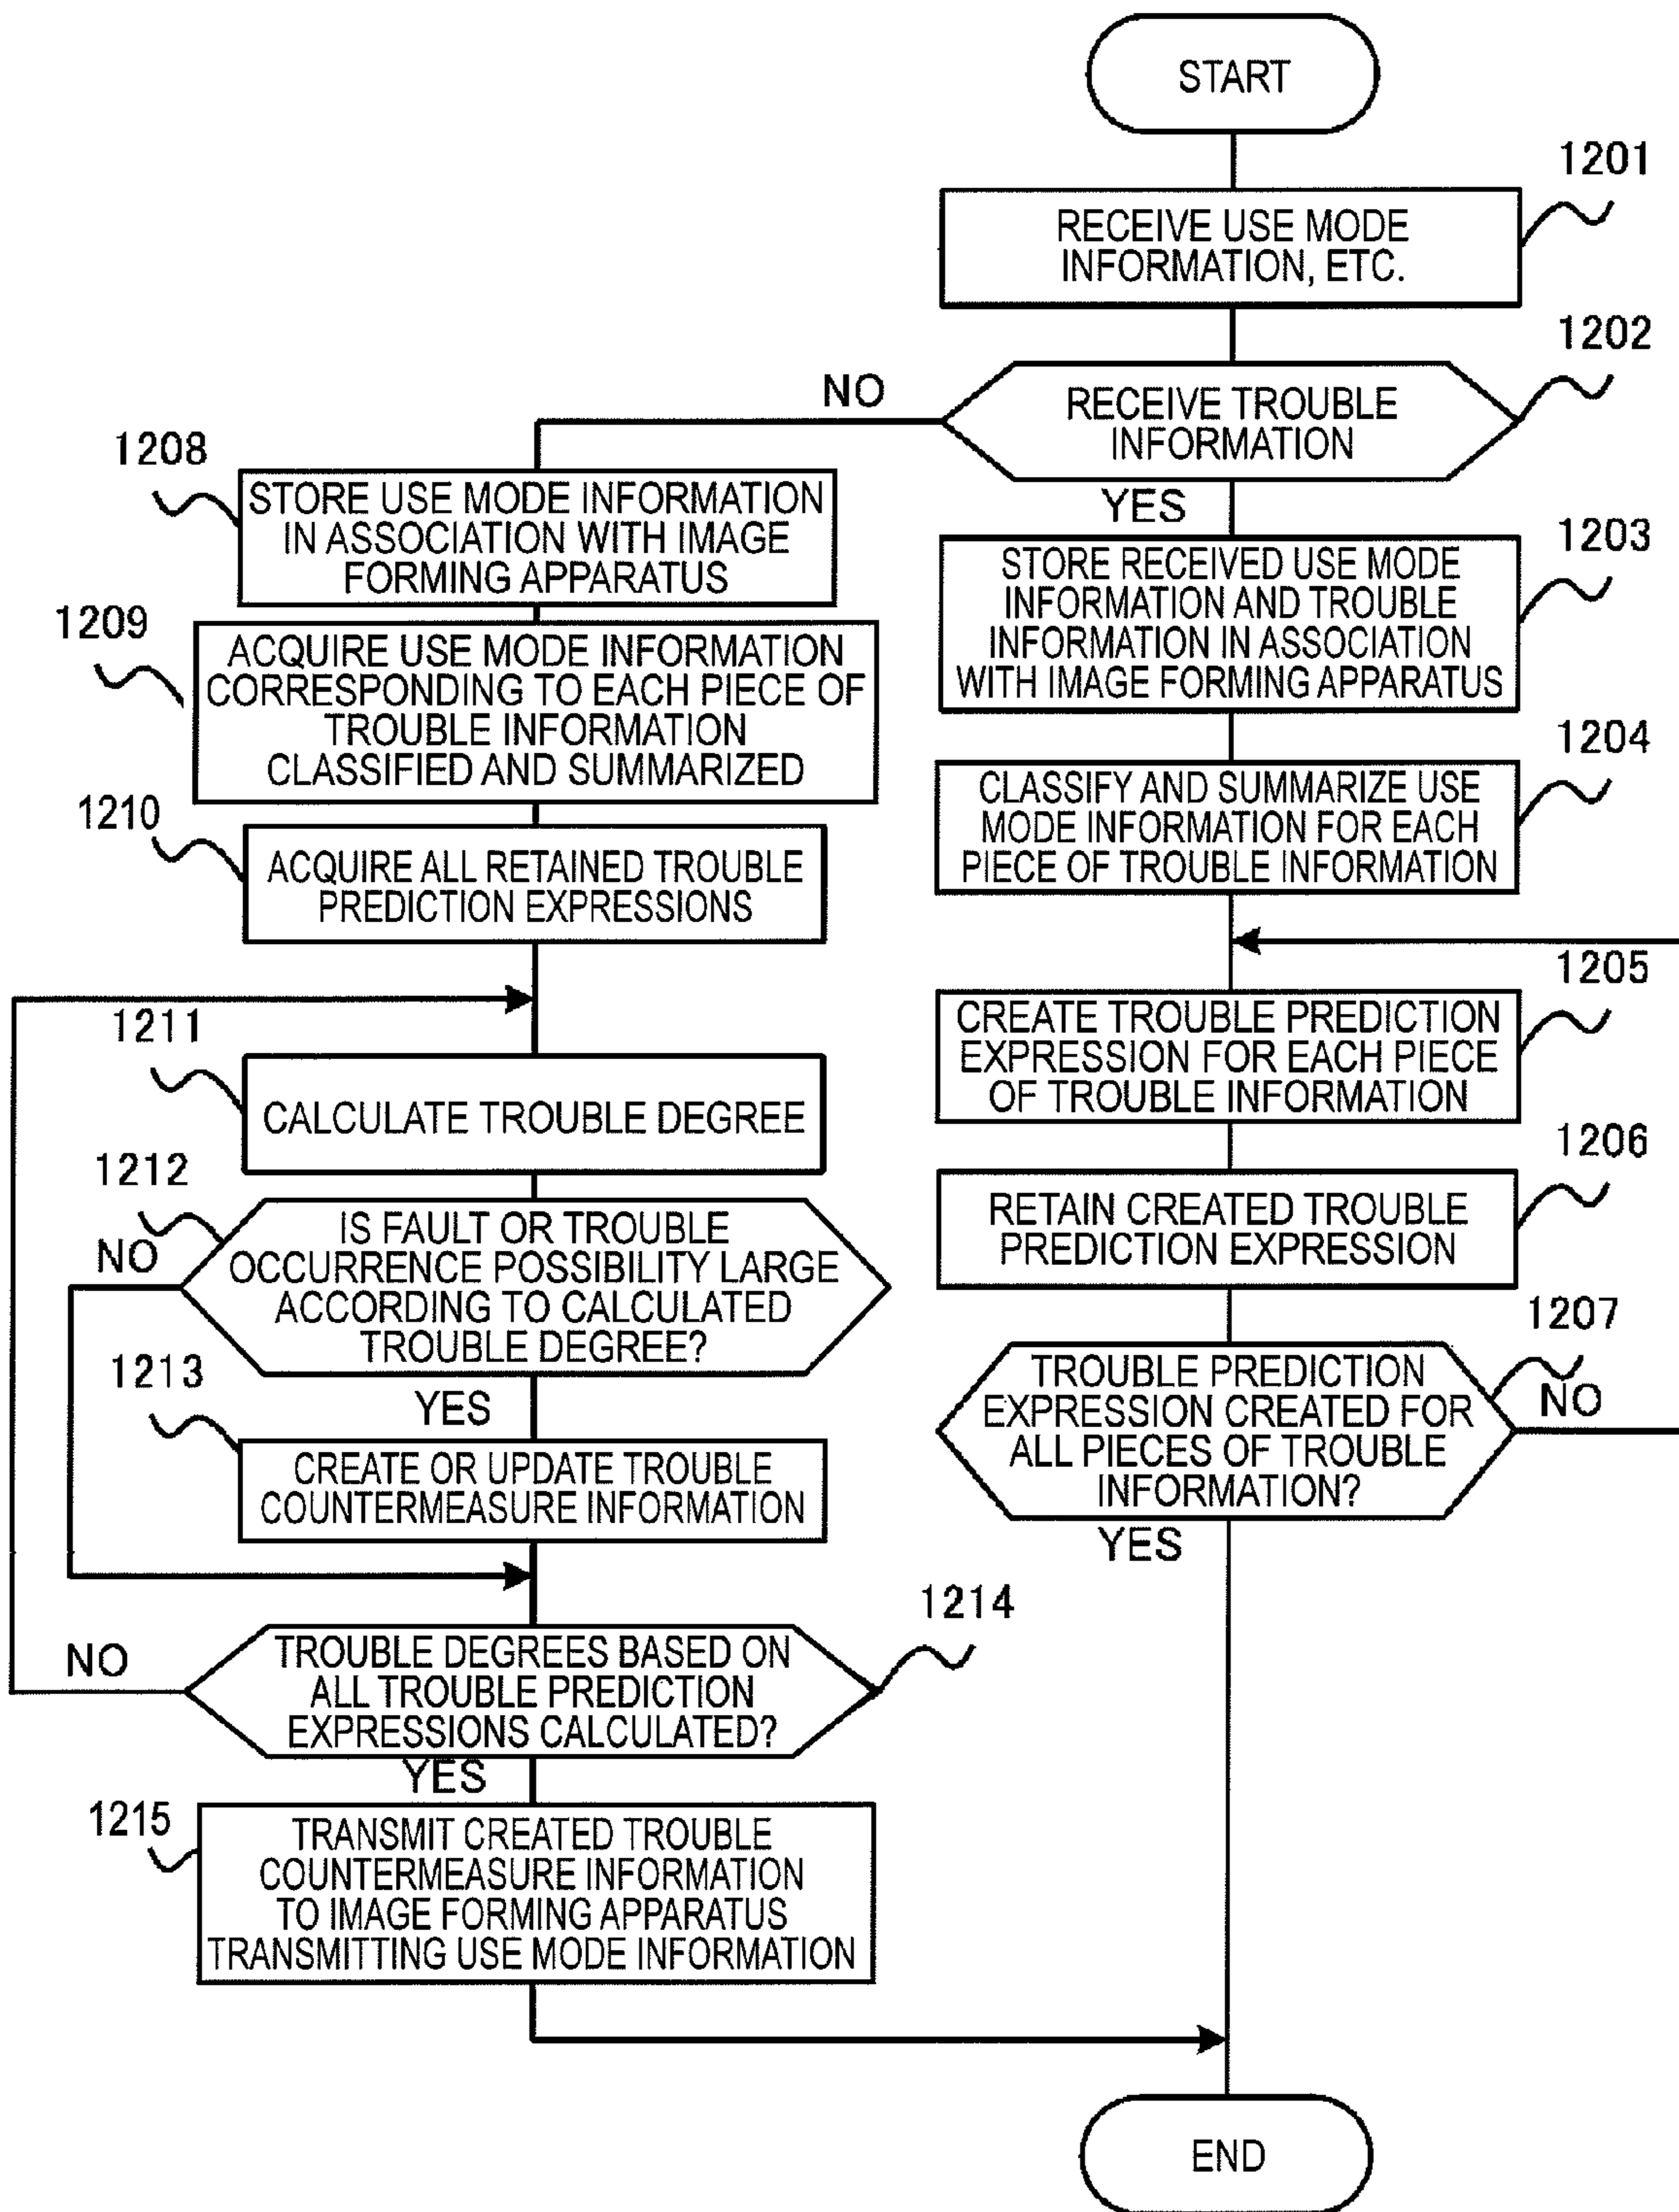 START
1201
RECEIVE USE MODE
INFORMATION, ETC.
1202
RECEIVE TROUBLE
INFORMATION
NO
YES
1203
STORE RECEIVED USE MODE
INFORMATION AND TROUBLE
INFORMATION IN ASSOCIATION
WITH IMAGE FORMING APPARATUS
1204
CLASSIFY AND SUMMARIZE USE
MODE INFORMATION FOR EACH
PIECE OF TROUBLE INFORMATION
1205
CREATE TROUBLE PREDICTION
EXPRESSION FOR EACH PIECE
OF TROUBLE INFORMATION
1206
RETAIN CREATED TROUBLE
PREDICTION EXPRESSION
1207
TROUBLE PREDICTION
EXPRESSION CREATED FOR
ALL PIECES OF TROUBLE
INFORMATION?
NO
YES
1208
STORE USE MODE INFORMATION
IN ASSOCIATION WITH IMAGE
FORMING APPARATUS
1209
ACQUIRE USE MODE INFORMATION
CORRESPONDING TO EACH PIECE OF
TROUBLE INFORMATION
CLASSIFIED AND SUMMARIZED
1210
ACQUIRE ALL RETAINED TROUBLE
PREDICTION EXPRESSIONS
1211
CALCULATE TROUBLE DEGREE
1212
IS FAULT OR TROUBLE
OCCURRENCE POSSIBILITY LARGE
ACCORDING TO CALCULATED
TROUBLE DEGREE?
NO
YES
1213
CREATE OR UPDATE TROUBLE
COUNTERMEASURE INFORMATION
1214
TROUBLE DEGREES BASED ON
ALL TROUBLE PREDICTION
EXPRESSIONS CALCULATED?
NO
YES
1215
TRANSMIT CREATED TROUBLE
COUNTERMEASURE INFORMATION
TO IMAGE FORMING APPARATUS
TRANSMITTING USE MODE INFORMATION
END